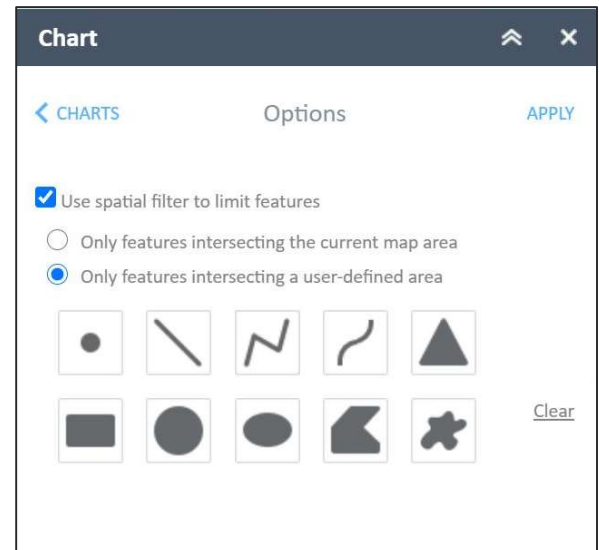 Chart
CHARTS Options APPLY
Use spatial filter to limit features
Only features intersecting the current map area
Only features intersecting a user-defined area
Clear